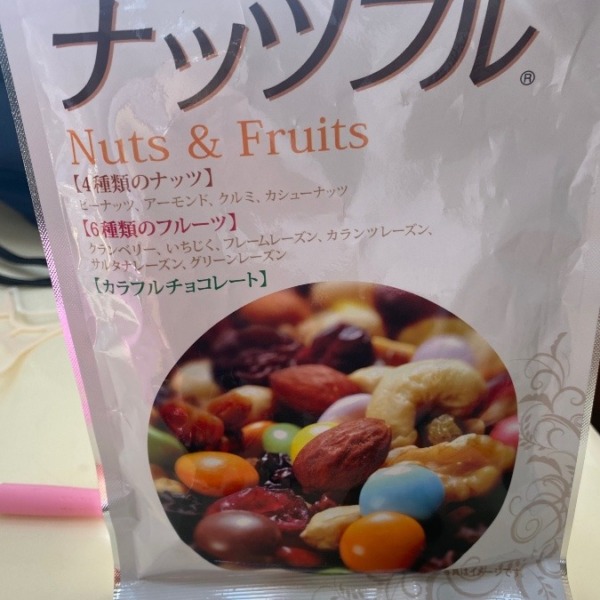 ナッツフル®
Nuts & Fruits
【4種類のナッツ】
ピーナッツ、アーモンド、クルミ、カシューナッツ
【6種類のフルーツ】
クランベリー、いちじく、フレームレーズン、カランツレーズン、
サルタナレーズン、グリーンレーズン
【カラフルチョコレート】